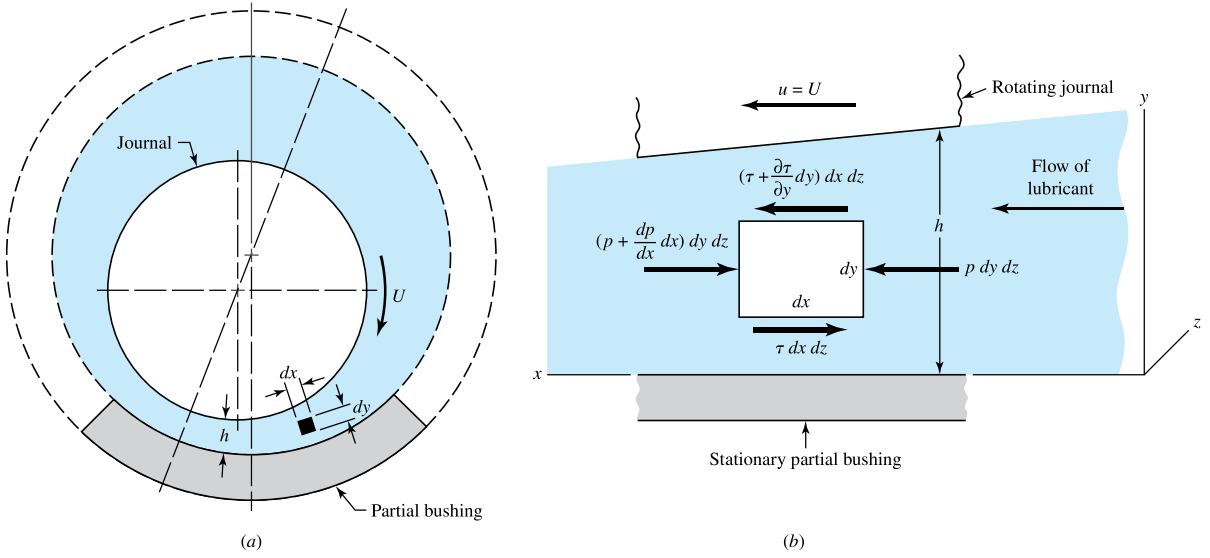 Journal
U
dx
dy
h
Partial bushing
(a)
u = U
Rotating journal
y
(τ + ∂τ/∂y dy) dx dz
Flow of
lubricant
h
(p + dp/dx dx) dy dz
dy
p dy dz
dx
τ dx dz
z
x
Stationary partial bushing
(b)